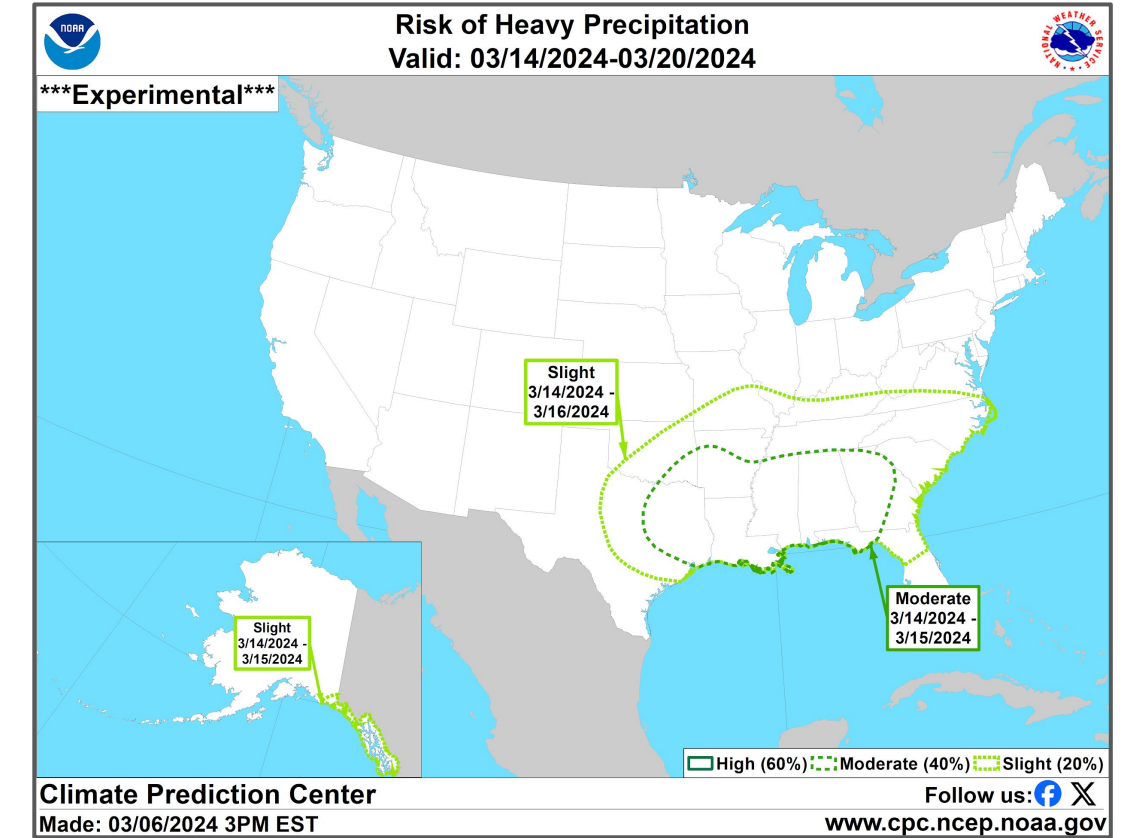 NOAA
Risk of Heavy Precipitation
Valid: 03/14/2024-03/20/2024
NATIONAL WEATHER SERVICE
***Experimental***
Slight
3/14/2024 -
3/16/2024
Moderate
3/14/2024 -
3/15/2024
Slight
3/14/2024 -
3/15/2024
High (60%) Moderate (40%) Slight (20%)
Climate Prediction Center
Follow us:
Made: 03/06/2024 3PM EST
www.cpc.ncep.noaa.gov